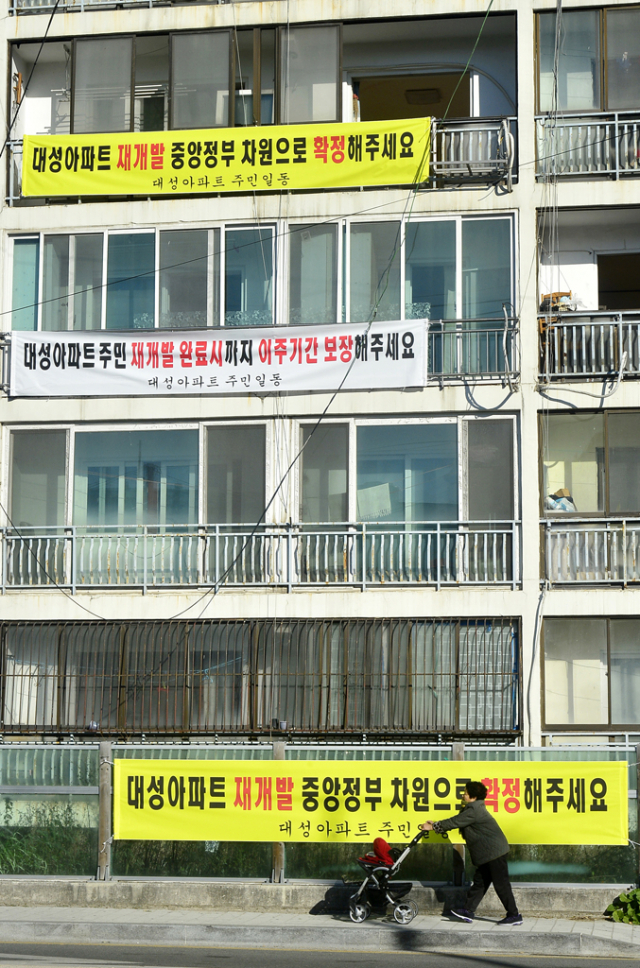 대성아파트 재개발 중앙정부 차원으로 확정해주세요
대성아파트 주민일동
대성아파트주민 재개발 완료시까지 이주기간 보장해주세요
대성아파트 주민일동
대성아파트 재개발 중앙정부 차원으로 확정해주세요
대성아파트 주민